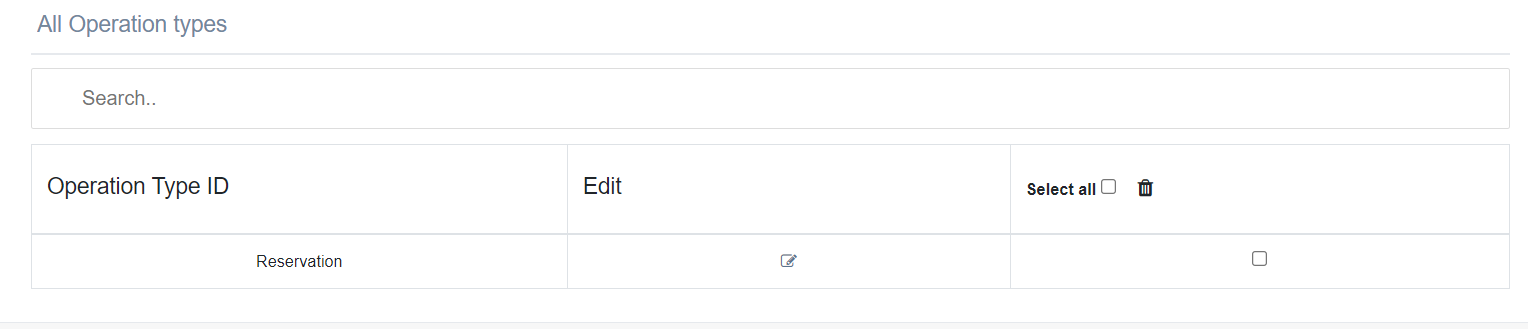 All Operation types
Search..
Operation Type ID
Edit
Select all
Reservation